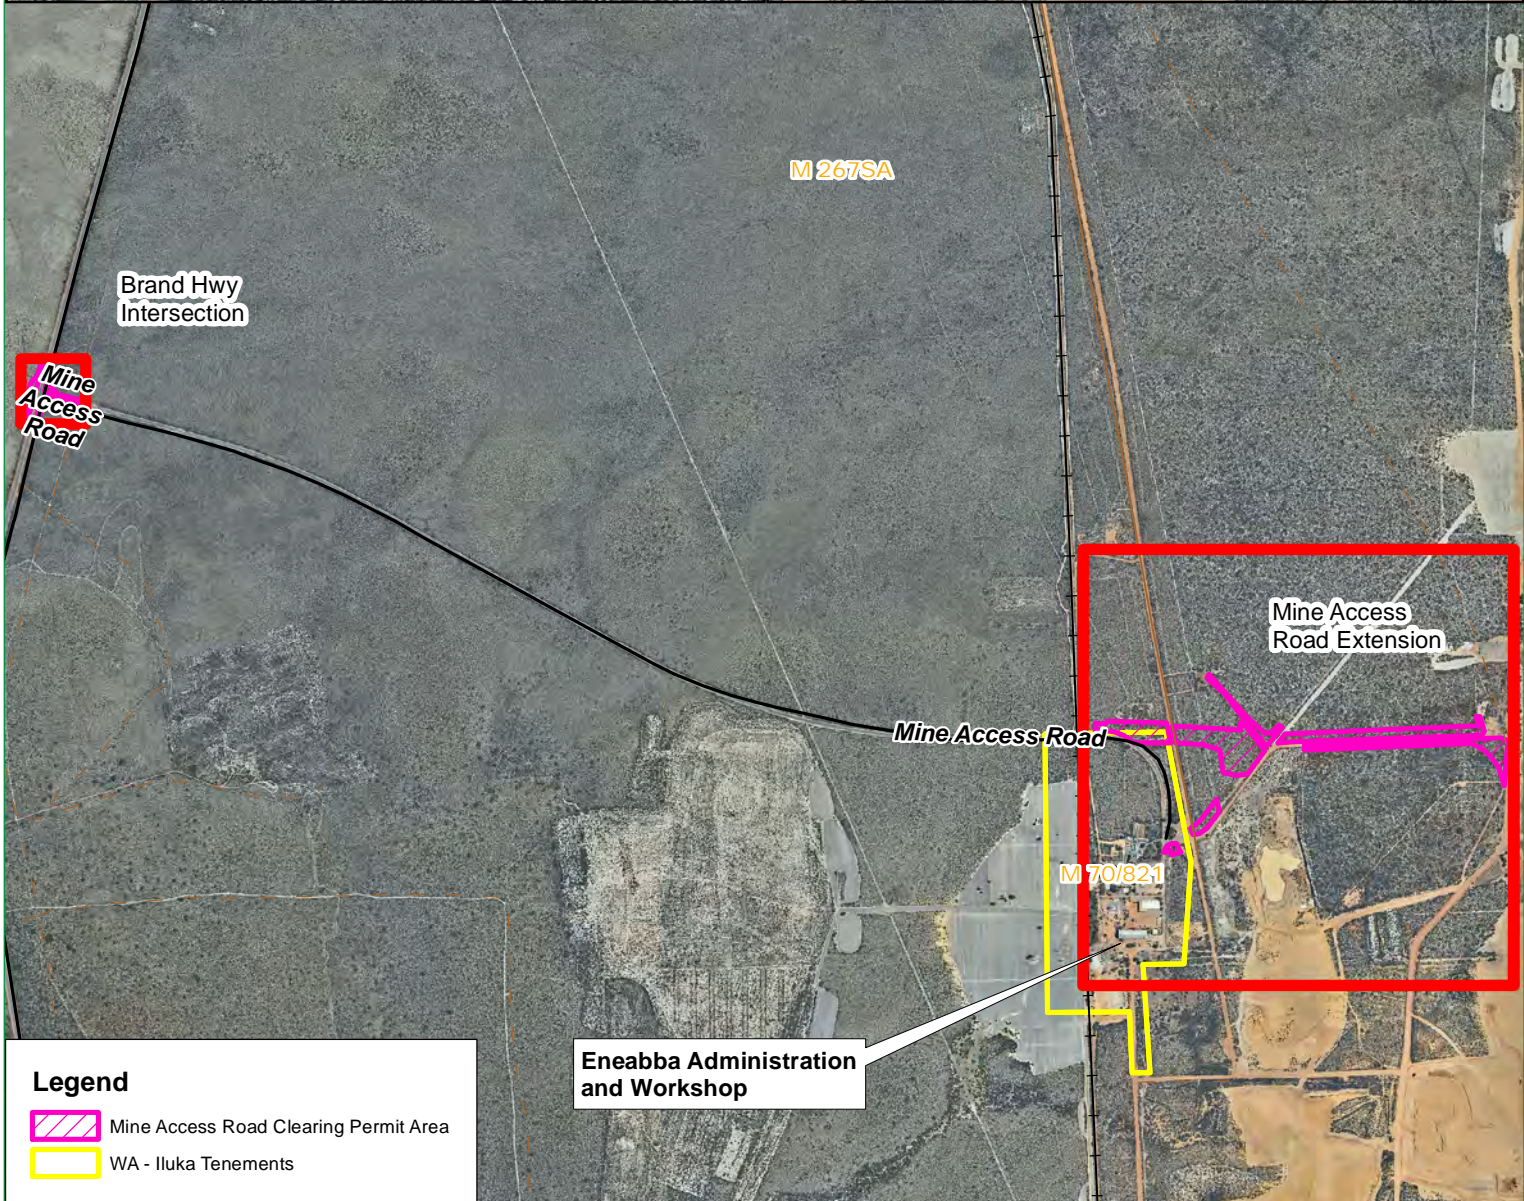 M 267SA
Brand Hwy
Intersection
Mine
Access
Road
Mine Access
Road Extension
Mine Access Road
M 70/821
Eneabba Administration
and Workshop
Legend
Mine Access Road Clearing Permit Area
WA - Iluka Tenements